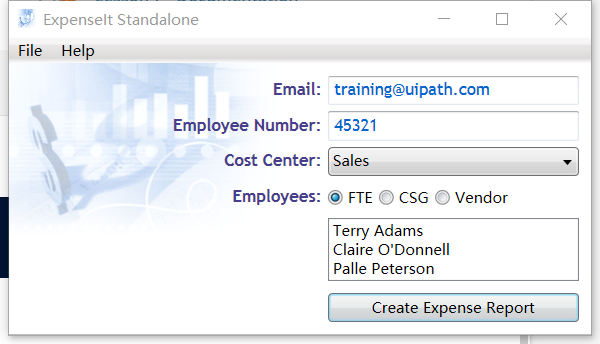 ExpenseIt Standalone
File Help
Email: training@uipath.com
Employee Number: 45321
Cost Center: Sales
Employees: FTE CSG Vendor
Terry Adams
Claire O'Donnell
Palle Peterson
Create Expense Report